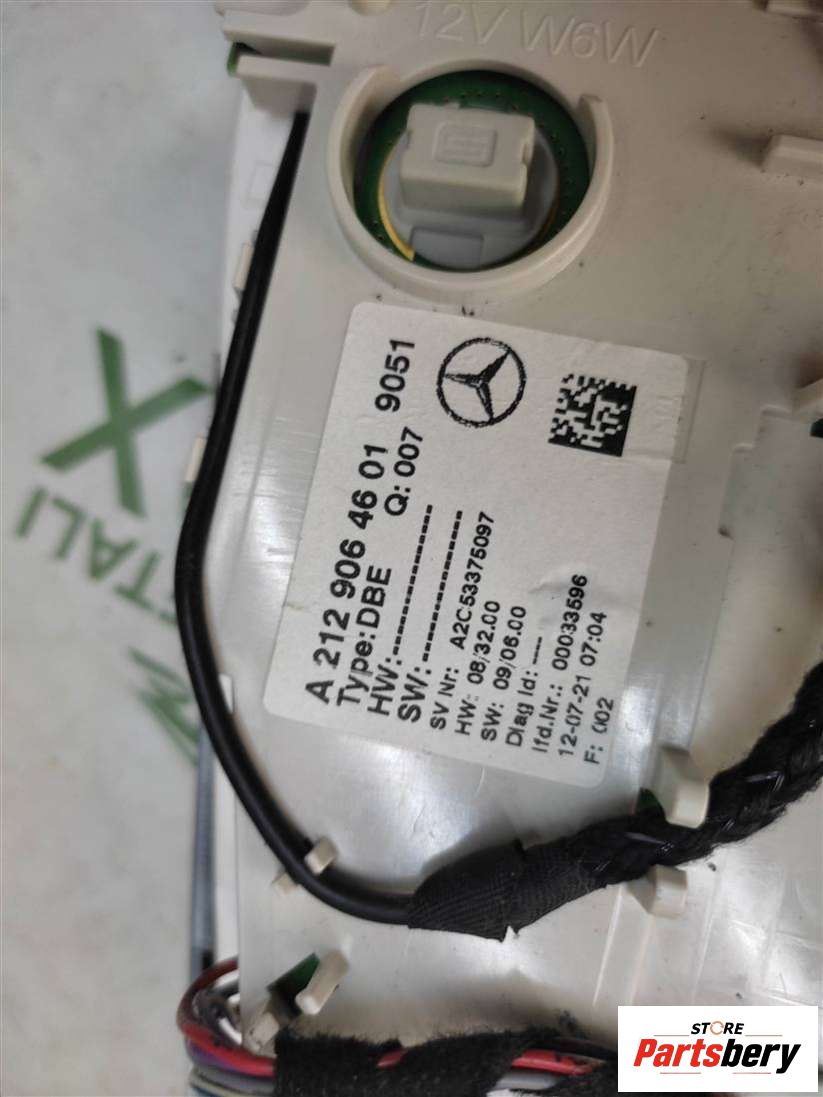 12V W6W
A 212 906 46 01 9051
Type: DBE Q: 007
HW:---------------
SW:---------------
SV Nr: A2C53375097
HW: 08/32.00
SW: 09/06.00
Diag Id: ---
lfd.Nr.: 00033596
12-07-21 07:04
F: 002
METALI
X
STORE
Partsbery